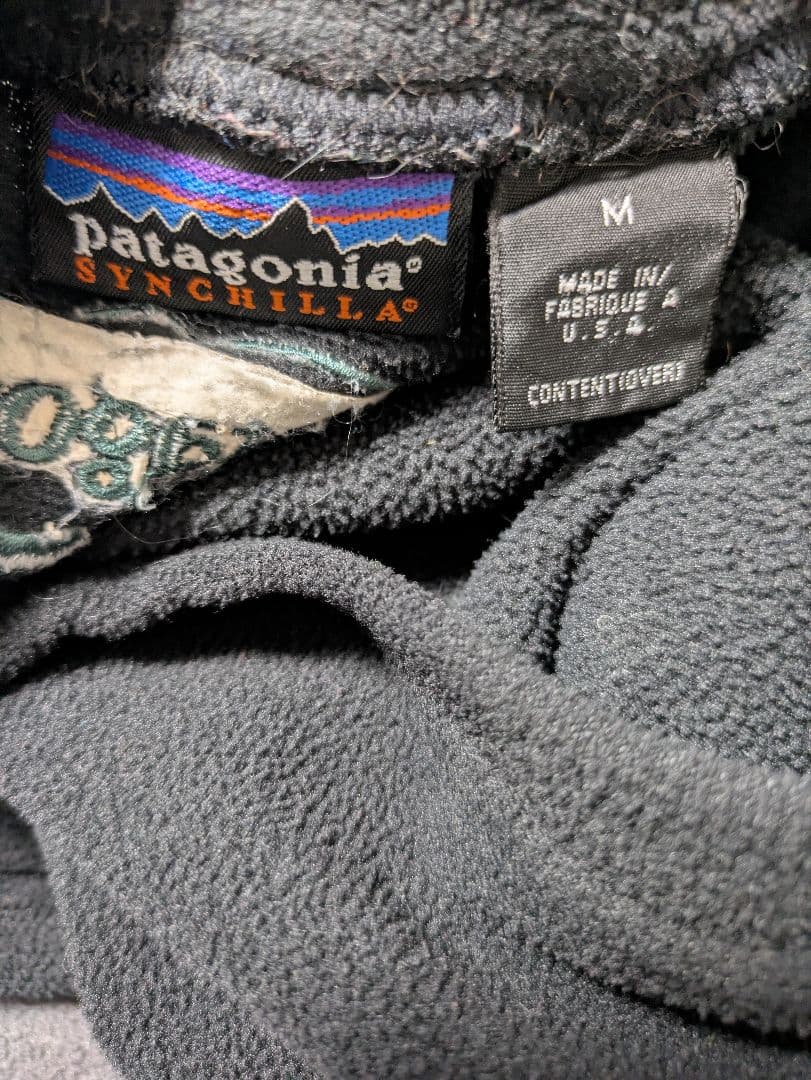 patagonia®
SYNCHILLA®
M
MADE IN/
FABRIQUE A
U.S.A.
CONTENT(OVER)